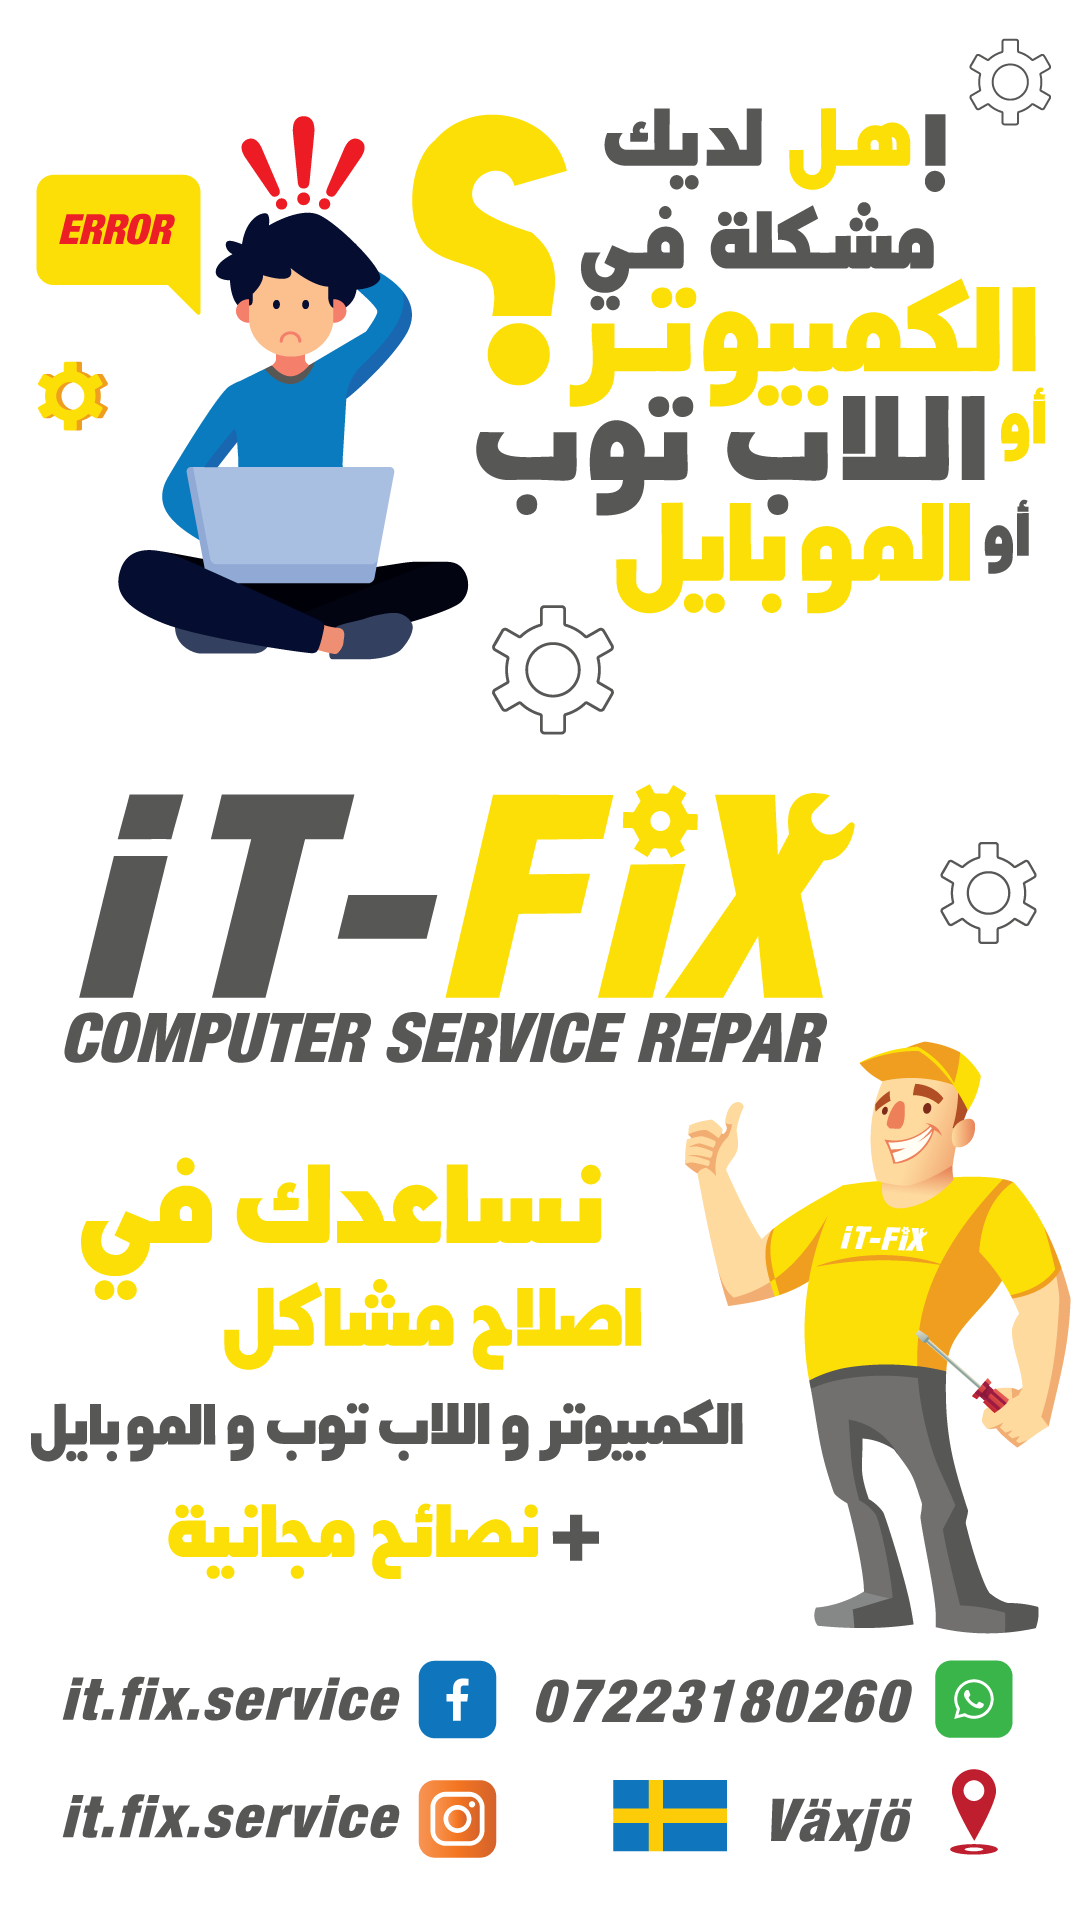 ! هل لديك
مشكلة في
الكمبيوتر ؟
أو اللاب توب
أو الموبايل
ERROR
iT-FiX
COMPUTER SERVICE REPAR
نساعدك في
اصلاح مشاكل
الكمبيوتر و اللاب توب و الموبايل
+ نصائح مجانية
iT-FiX
it.fix.service
07223180260
it.fix.service
Växjö